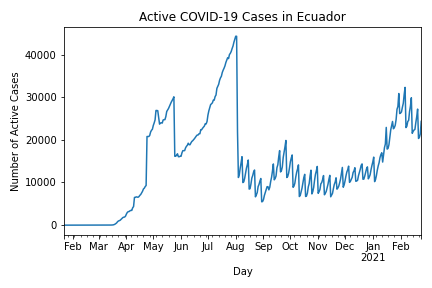 Active COVID-19 Cases in Ecuador
Number of Active Cases
40000
30000
20000
10000
0
Feb Mar Apr May Jun Jul Aug Sep Oct Nov Dec Jan Feb
2021
Day